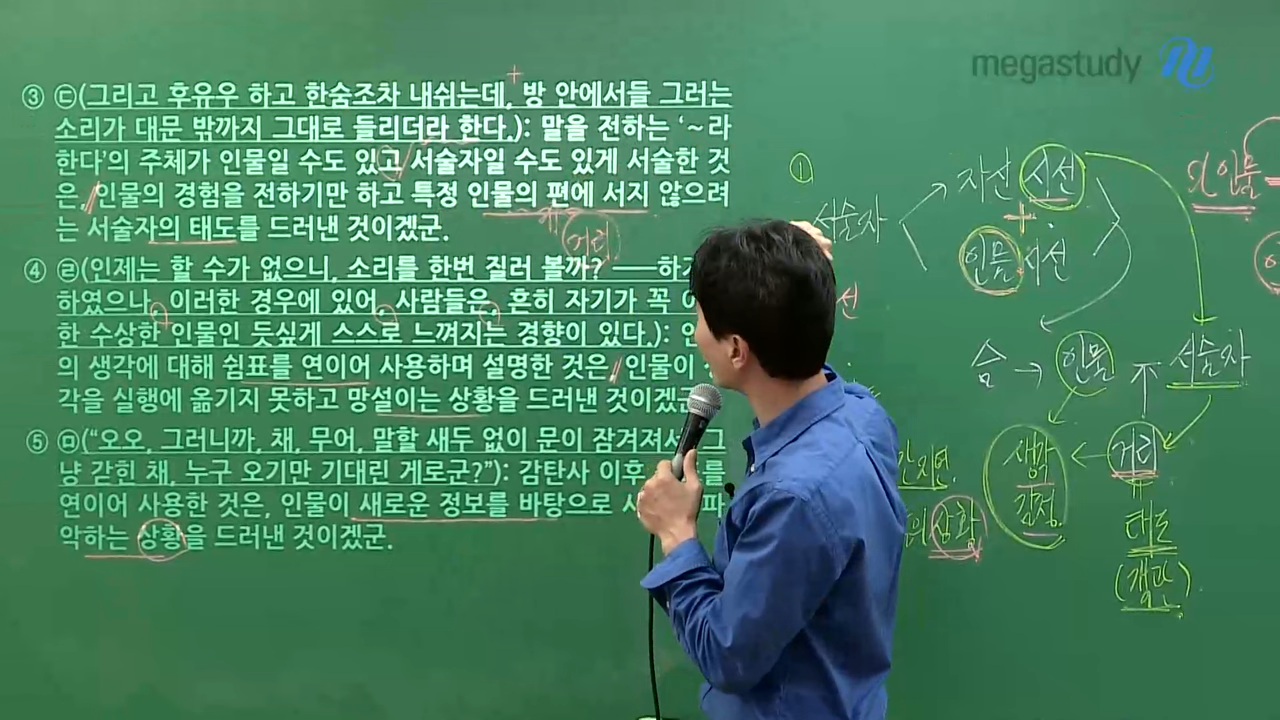 megastudy
③ ㉢(그리고 후유우 하고 한숨조차 내쉬는데, 방 안에서들 그러는
소리가 대문 밖까지 그대로 들리더라 한다.): 말을 전하는 ‘~라
한다’의 주체가 인물일 수도 있고 서술자일 수도 있게 서술한 것
은, 인물의 경험을 전하기만 하고 특정 인물의 편에 서지 않으려
는 서술자의 태도를 드러낸 것이겠군.
거리
④ ㉣(인제는 할 수가 없으니, 소리를 한번 질러 볼까? ──하
하였으나, 이러한 경우에 있어, 사람들은, 흔히 자기가 꼭
한 수상한 인물인 듯싶게 스스로 느껴지는 경향이 있다.):
의 생각에 대해 쉼표를 연이어 사용하며 설명한 것은, 인물이
각을 실행에 옮기지 못하고 망설이는 상황을 드러낸 것이겠군
⑤ ㉤(“오오, 그러니까, 채, 무어, 말할 새두 없이 문이 잠겨져서 그
냥 갇힌 채, 누구 오기만 기대린 게로군?”): 감탄사 이후 를
연이어 사용한 것은, 인물이 새로운 정보를 바탕으로 파
악하는 상황을 드러낸 것이겠군.
①
서술자
자신 시선
+
인물 시선
선
인물
숨 → 인물 서술자
생각 ← 거리
감정
지연.
의 상황
태도
(객관)